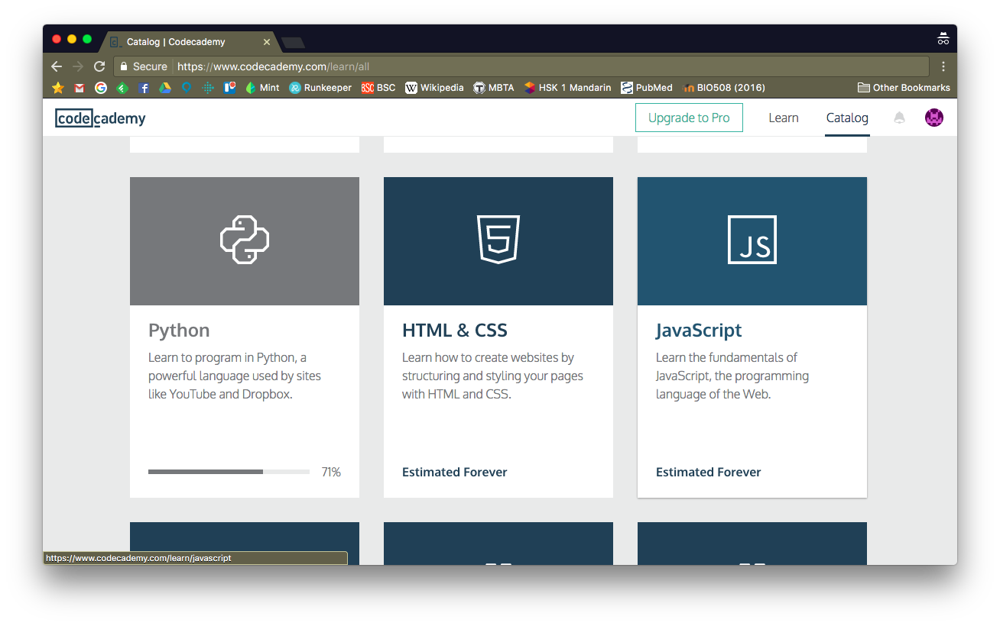 Catalog | Codecademy
Secure https://www.codecademy.com/learn/all
Mint Runkeeper BSC BSC Wikipedia MBTA HSK 1 Mandarin PubMed BIO508 (2016) Other Bookmarks
codecademy Upgrade to Pro Learn Catalog
JS
Python
Learn to program in Python, a
powerful language used by sites
like YouTube and Dropbox.
71%
HTML & CSS
Learn how to create websites by
structuring and styling your pages
with HTML and CSS.
Estimated Forever
JavaScript
Learn the fundamentals of
JavaScript, the programming
language of the Web.
Estimated Forever
https://www.codecademy.com/learn/javascript